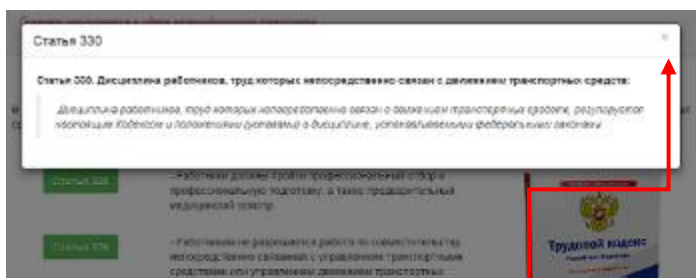 Статья 330
×
Статья 330. Дисциплина работников, труд которых непосредственно связан с движением транспортных средств:
Дисциплина работников, труд которых непосредственно связан с движением транспортных средств, регулируется
настоящим Кодексом и положениями (уставами) о дисциплине, устанавливаемыми федеральными законами
Статья 328
- Работники должны пройти профессиональный отбор и
профессиональную подготовку, а также предварительный
медицинский осмотр.
Статья 329
- Работникам не разрешается работа по совместительству,
непосредственно связанная с управлением транспортными
средствами или управлением движением транспортных
Трудовой кодекс